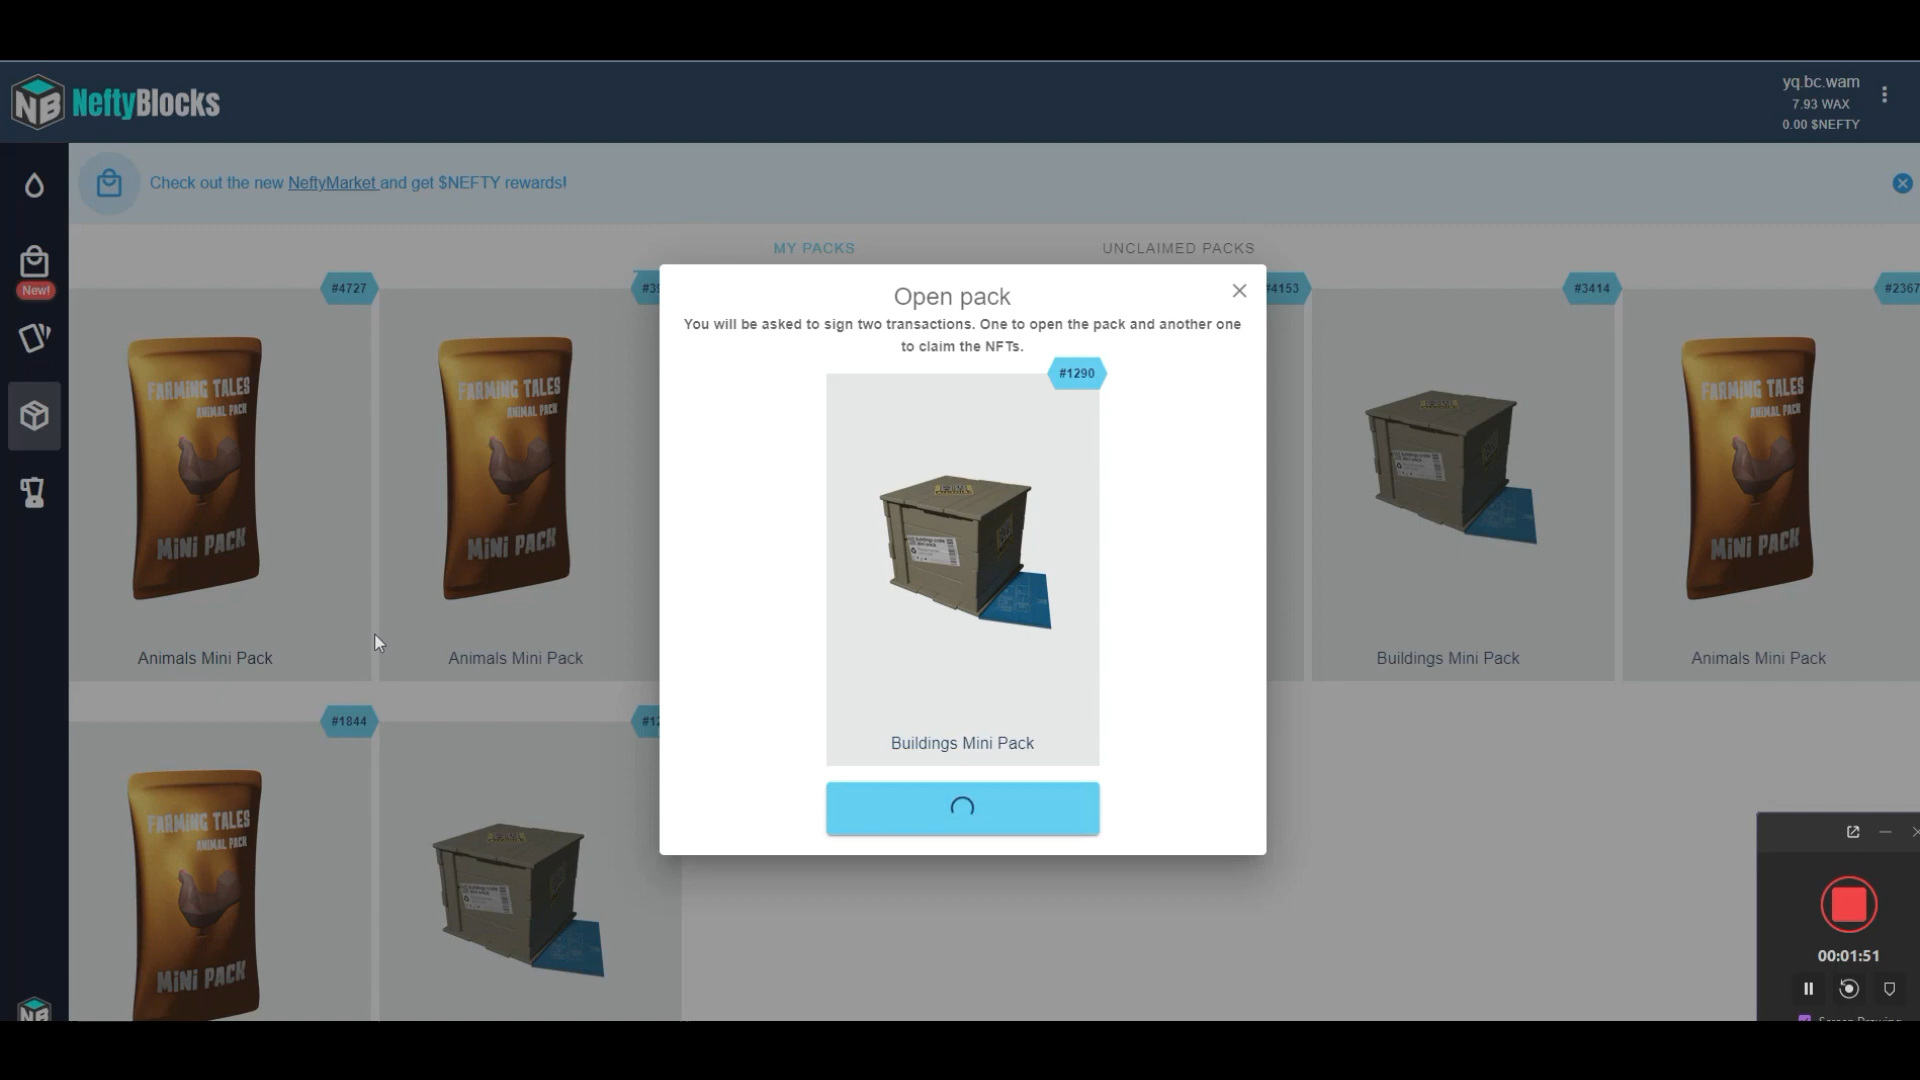 NB NeftyBlocks
yq.bc.wam
7.93 WAX
0.00 $NEFTY
Check out the new NeftyMarket and get $NEFTY rewards!
New!
MY PACKS
UNCLAIMED PACKS
#4727
#4153
#3414
#2367
Open pack
You will be asked to sign two transactions. One to open the pack and another one
to claim the NFTs.
#1290
FARMING TALES
ANIMAL PACK
MiNi PACK
FARMING TALES
ANIMAL PACK
MiNi PACK
FARMING TALES
ANIMAL PACK
MiNi PACK
Animals Mini Pack
Animals Mini Pack
Buildings Mini Pack
Animals Mini Pack
#1844
Buildings Mini Pack
FARMING TALES
ANIMAL PACK
MiNi PACK
00:01:51
NB